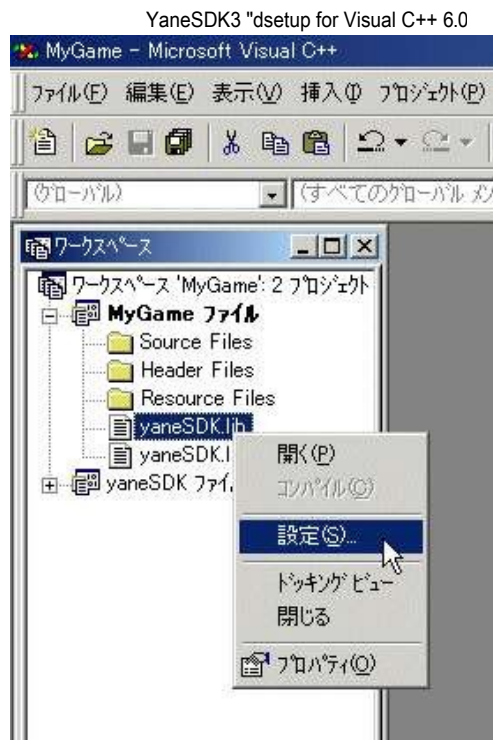 YaneSDK3 "dsetup for Visual C++ 6.0
MyGame - Microsoft Visual C++
ﾌｧｲﾙ(F) 編集(E) 表示(V) 挿入(I) ﾌﾟﾛｼﾞｪｸﾄ(P)
(ｸﾞﾛｰﾊﾞﾙ) (すべてのｸﾞﾛｰﾊﾞﾙ ﾒﾝ
ﾜｰｸｽﾍﾟｰｽ
ﾜｰｸｽﾍﾟｰｽ 'MyGame': 2 ﾌﾟﾛｼﾞｪｸﾄ
MyGame ﾌｧｲﾙ
Source Files
Header Files
Resource Files
yaneSDK.lib
yaneSDK.l
yaneSDK ﾌｧｲ
開く(P)
ｺﾝﾊﾟｲﾙ(C)
設定(S)...
ﾄﾞｯｷﾝｸﾞ ﾋﾞｭｰ
閉じる
ﾌﾟﾛﾊﾟﾃｨ(O)